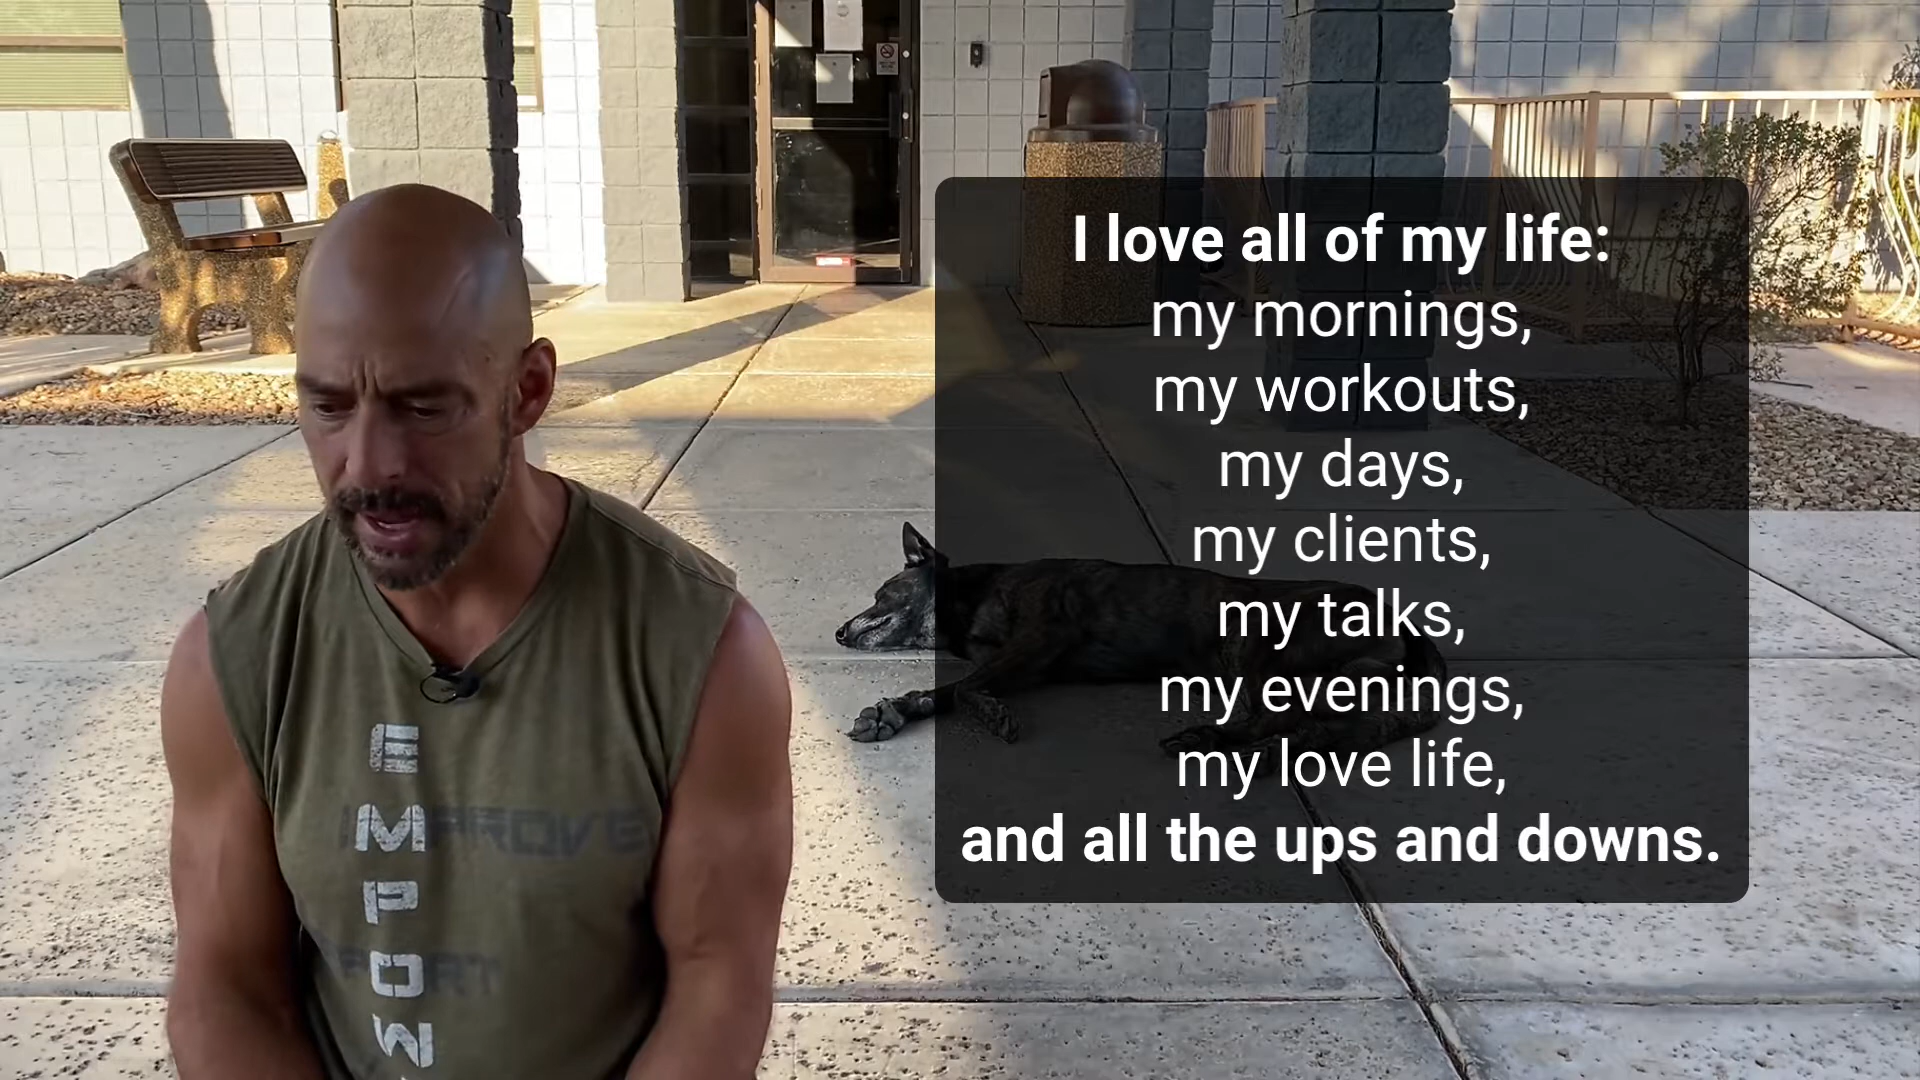 I love all of my life:
my mornings,
my workouts,
my days,
my clients,
my talks,
my evenings,
my love life,
and all the ups and downs.
EMPOW